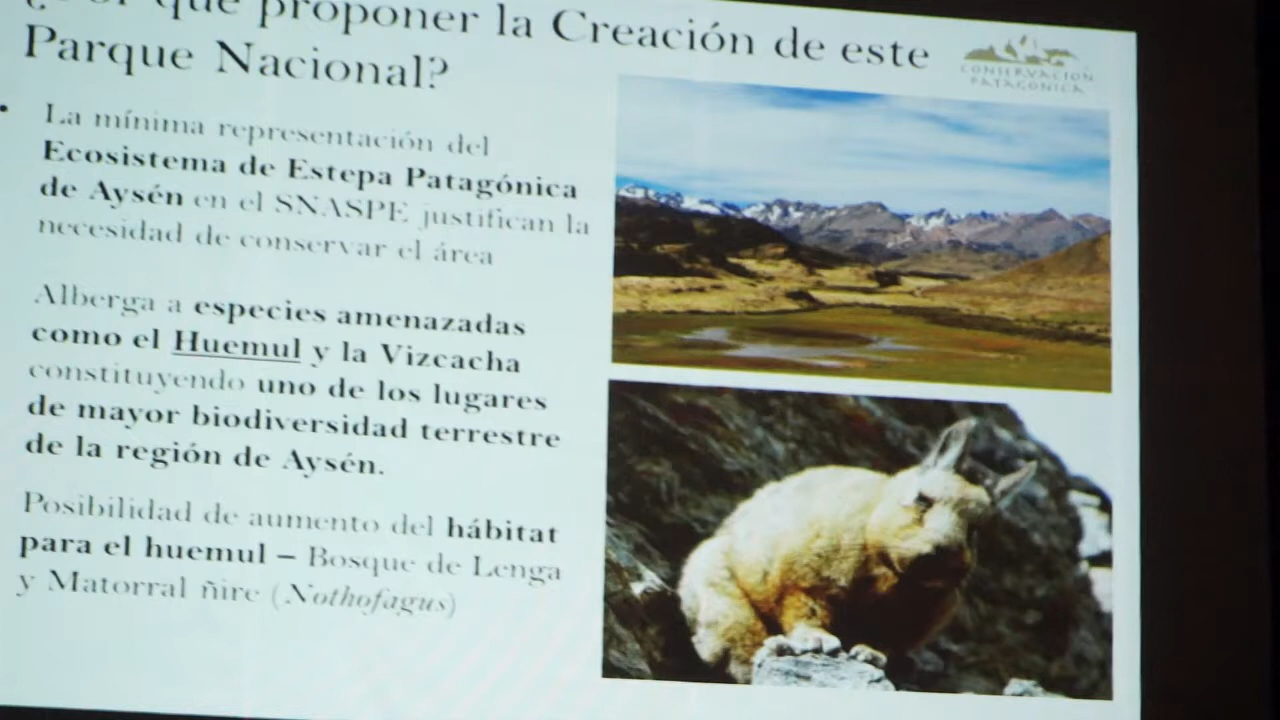 ¿Por qué proponer la Creación de este
Parque Nacional?
CONSERVACION
PATAGONICA
• La mínima representación del
Ecosistema de Estepa Patagónica
de Aysén en el SNASPE justifican la
necesidad de conservar el área
Alberga a especies amenazadas
como el Huemul y la Vizcacha
constituyendo uno de los lugares
de mayor biodiversidad terrestre
de la región de Aysén.
Posibilidad de aumento del hábitat
para el huemul – Bosque de Lenga
y Matorral ñire (Nothofagus)